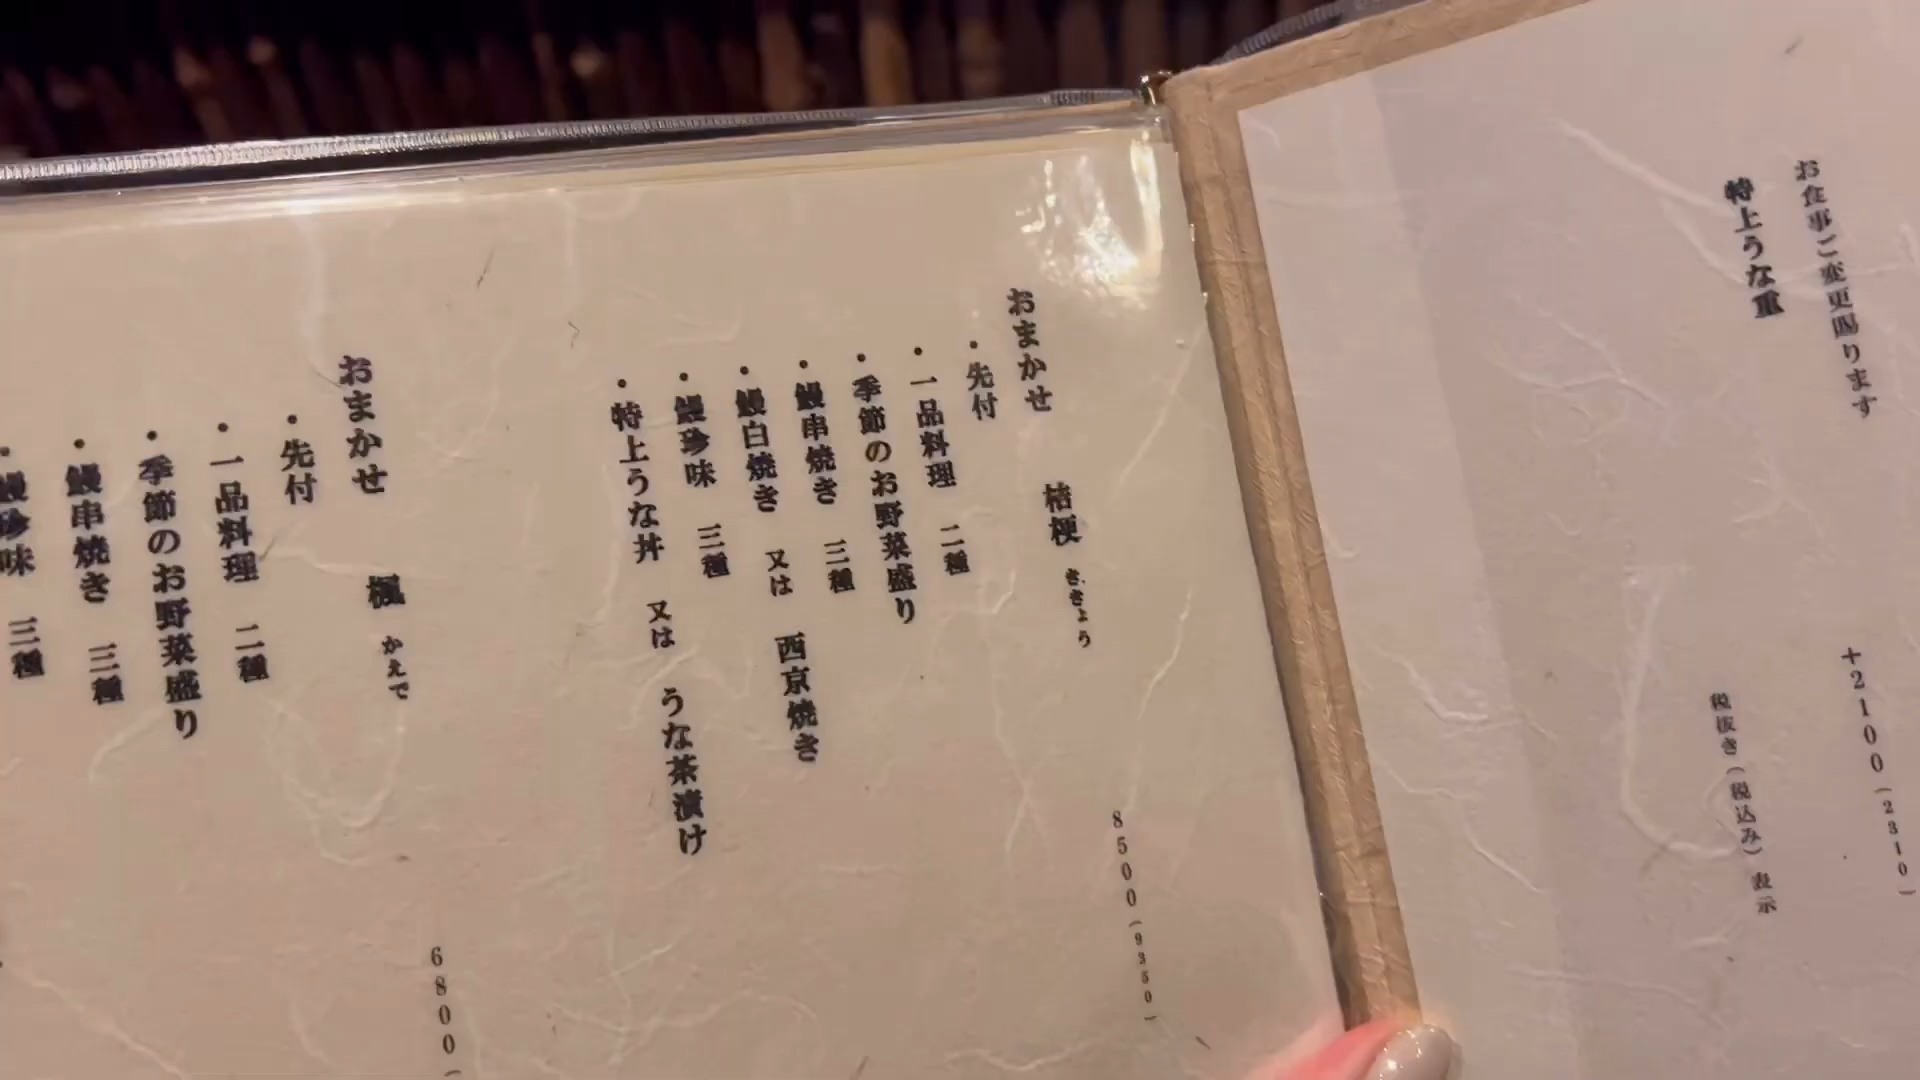 お食事ご変更賜ります
+2100(2310)
特上うな重
税抜き(税込み)表示
おまかせ 桔梗 ききょう 8500(9350)
・先付
・一品料理 二種
・季節のお野菜盛り
・鰻串焼き 三種
・鰻白焼き 又は 西京焼き
・鰻珍味 三種
・特上うな丼 又は うな茶漬け
おまかせ 楓 かえで 6800(
・先付
・一品料理 二種
・季節のお野菜盛り
・鰻串焼き 三種
・鰻珍味 三種